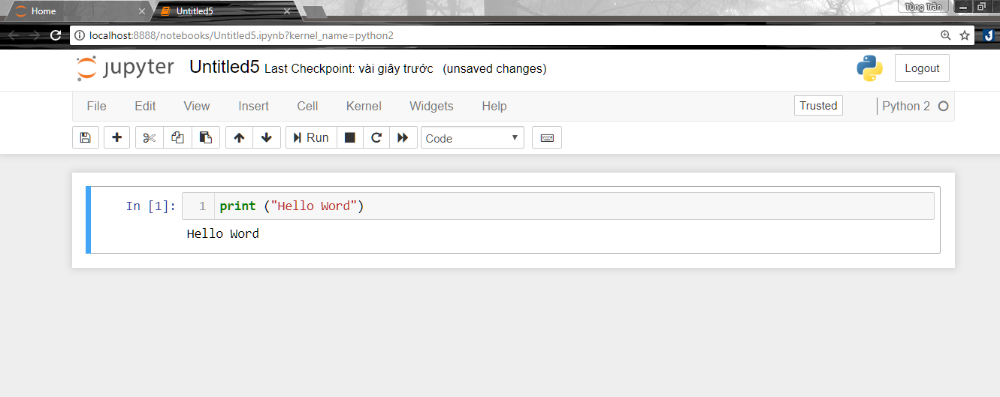 Home Untitled5 Tùng Trần
localhost:8888/notebooks/Untitled5.ipynb?kernel_name=python2
jupyter Untitled5 Last Checkpoint: vài giây trước (unsaved changes) Logout
File Edit View Insert Cell Kernel Widgets Help Trusted Python 2
Run Code
In [1]: 1 print ("Hello Word")
Hello Word